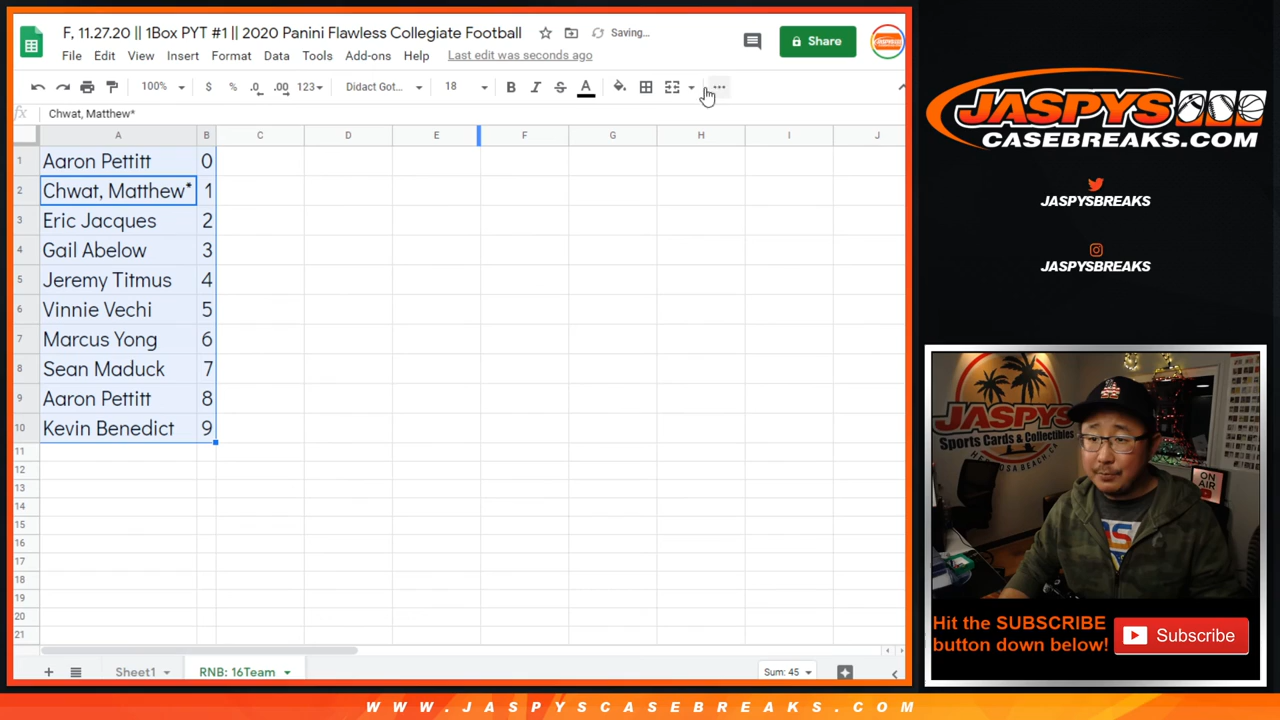 F, 11.27.20 || 1Box PYT #1 || 2020 Panini Flawless Collegiate Football
Saving...
Share
File Edit View Insert Format Data Tools Add-ons Help Last edit was seconds ago
100% $ % .0 .00 123 Didact Got... 18 B I S A
fx Chwat, Matthew*
A B C D E F G H I J
1 Aaron Pettitt 0
2 Chwat, Matthew* 1
3 Eric Jacques 2
4 Gail Abelow 3
5 Jeremy Titmus 4
6 Vinnie Vechi 5
7 Marcus Yong 6
8 Sean Maduck 7
9 Aaron Pettitt 8
10 Kevin Benedict 9
11
12
13
14
15
16
17
18
19
20
21
Sheet1 RNB: 16Team Sum: 45
JASPYS
CASEBREAKS.COM
JASPYSBREAKS
JASPYSBREAKS
JASPYS
Sports Cards & Collectibles
HERMOSA BEACH, CA
ON
AIR
Hit the SUBSCRIBE
button down below!
Subscribe
WWW.JASPYSCASEBREAKS.COM